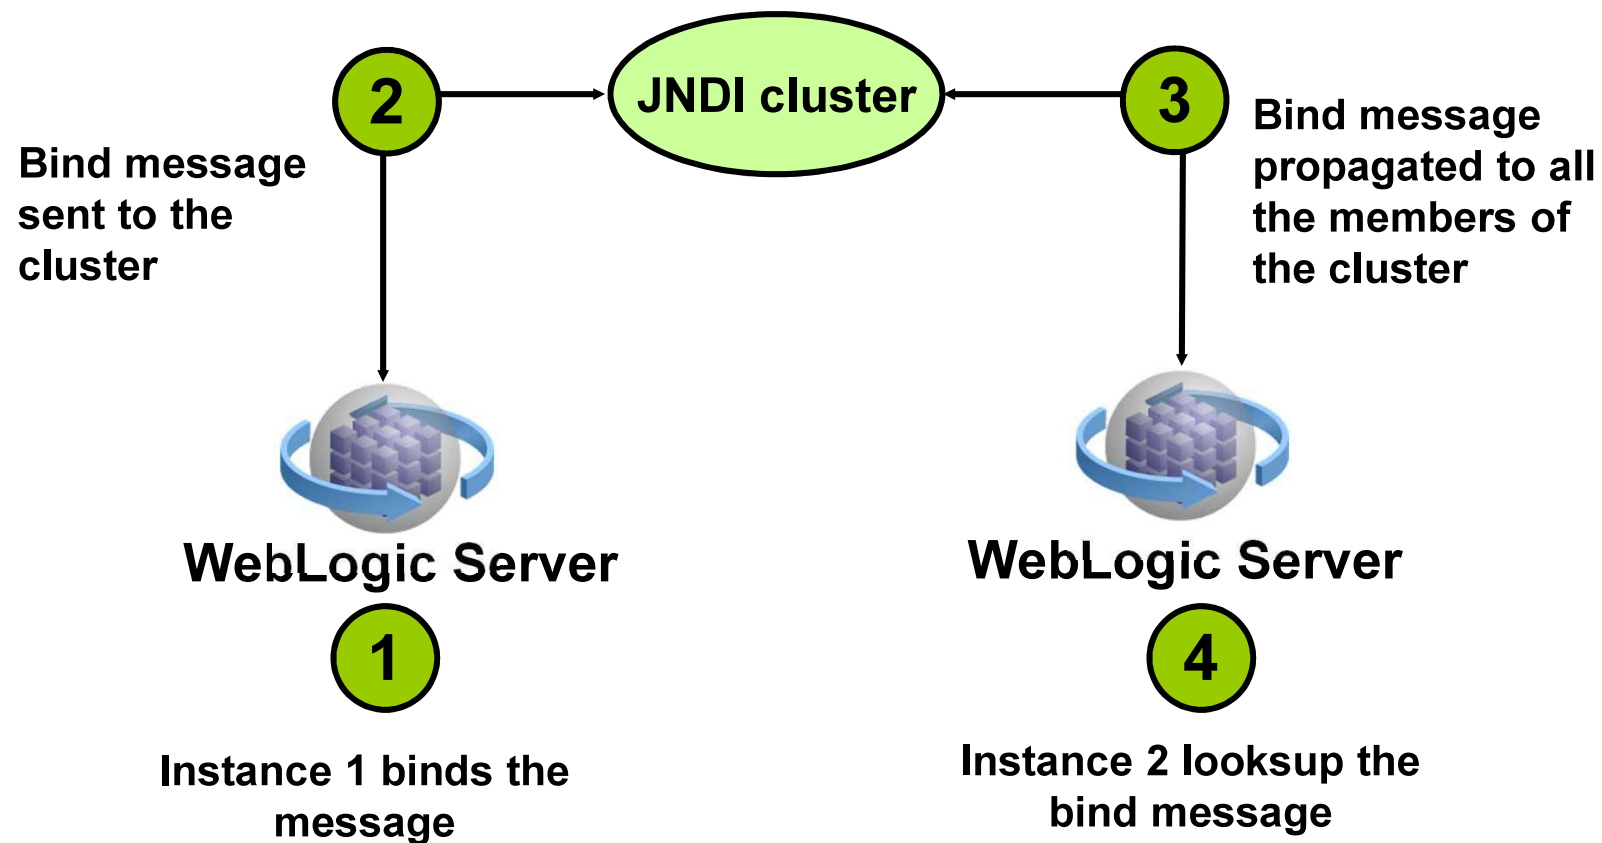 2
JNDI cluster
3
Bind message
sent to the
cluster
Bind message
propagated to all
the members of
the cluster
WebLogic Server
WebLogic Server
1
4
Instance 1 binds the
message
Instance 2 looksup the
bind message